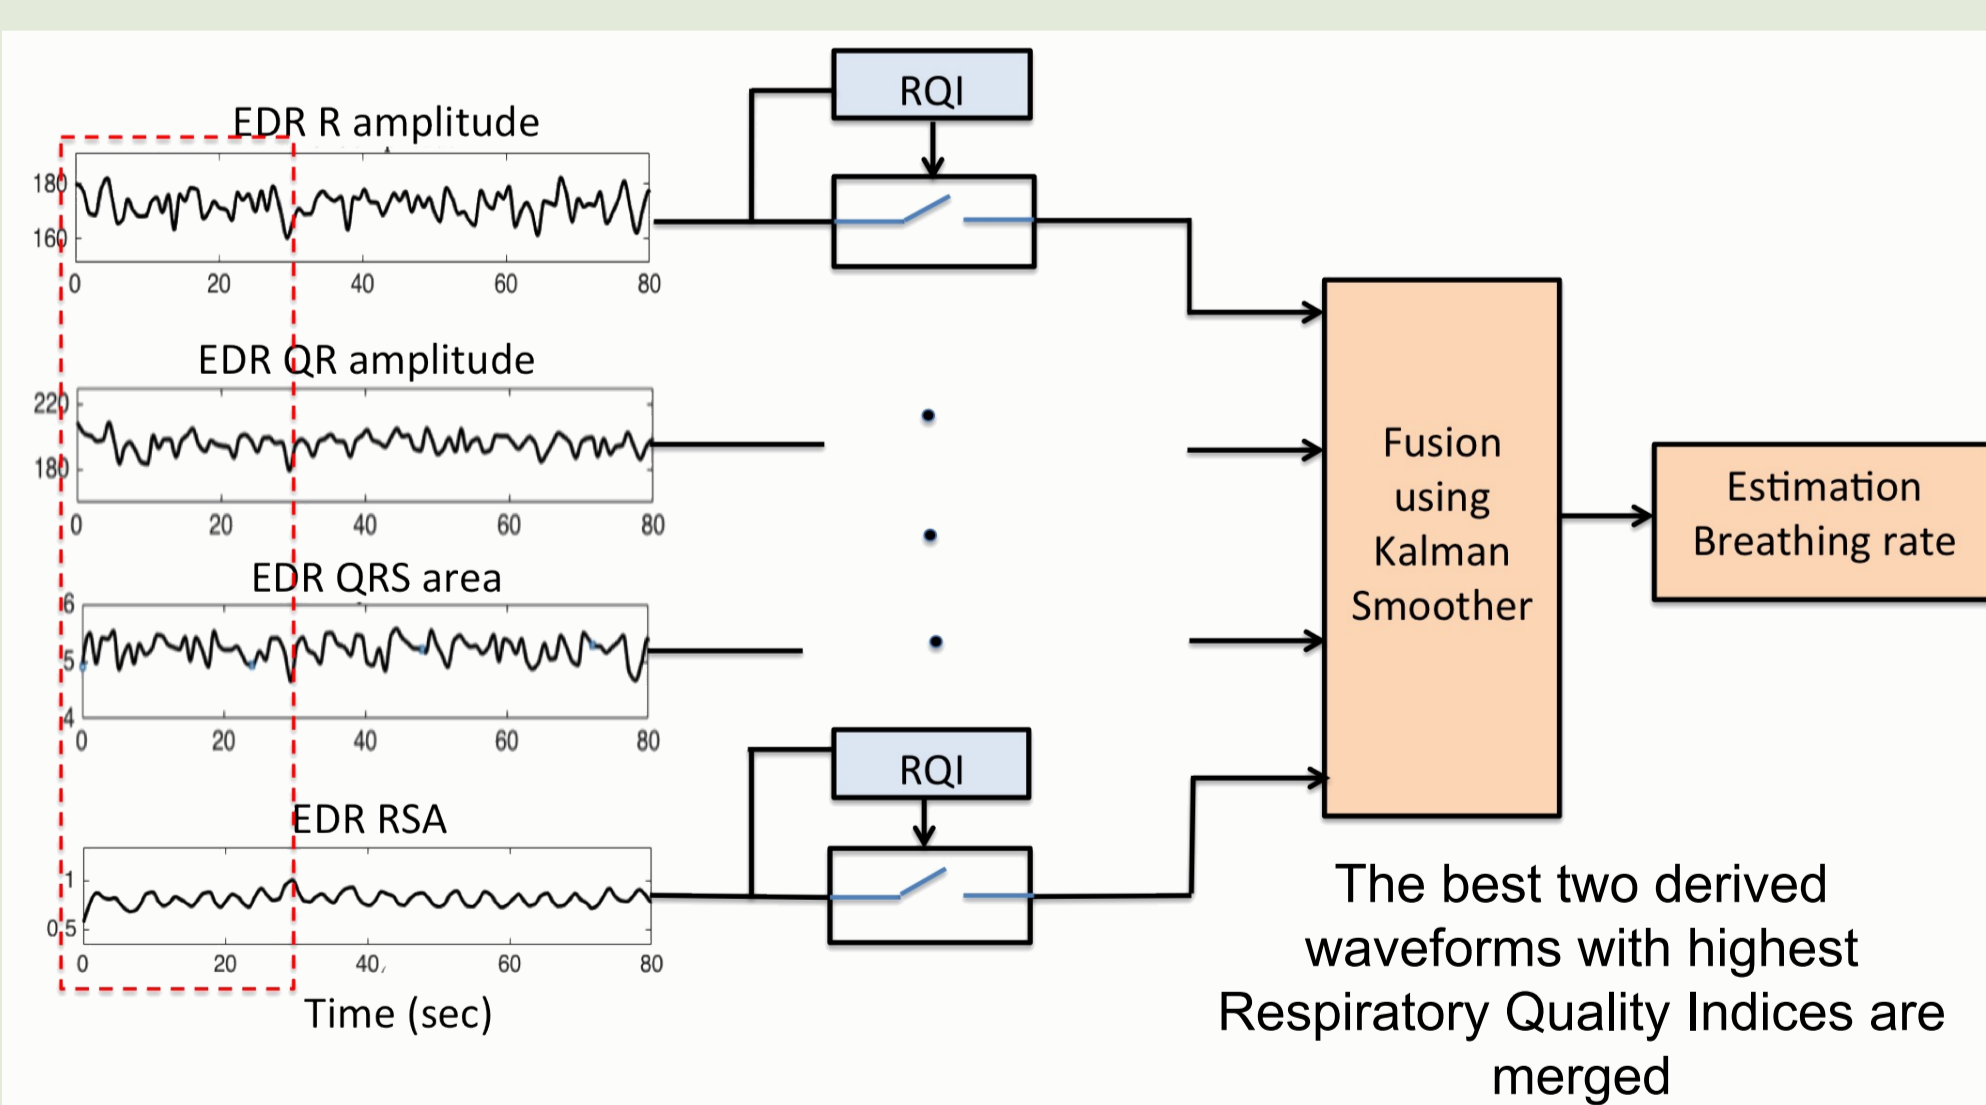 EDR R amplitude
180
160
0 20 40 60 80
EDR QR amplitude
220
180
0 20 40 60 80
EDR QRS area
6
5
4
0 20 40 60 80
EDR RSA
1
0.5
0 20 40 60 80
Time (sec)
RQI
RQI
Fusion
using
Kalman
Smoother
Estimation
Breathing rate
The best two derived
waveforms with highest
Respiratory Quality Indices are
merged